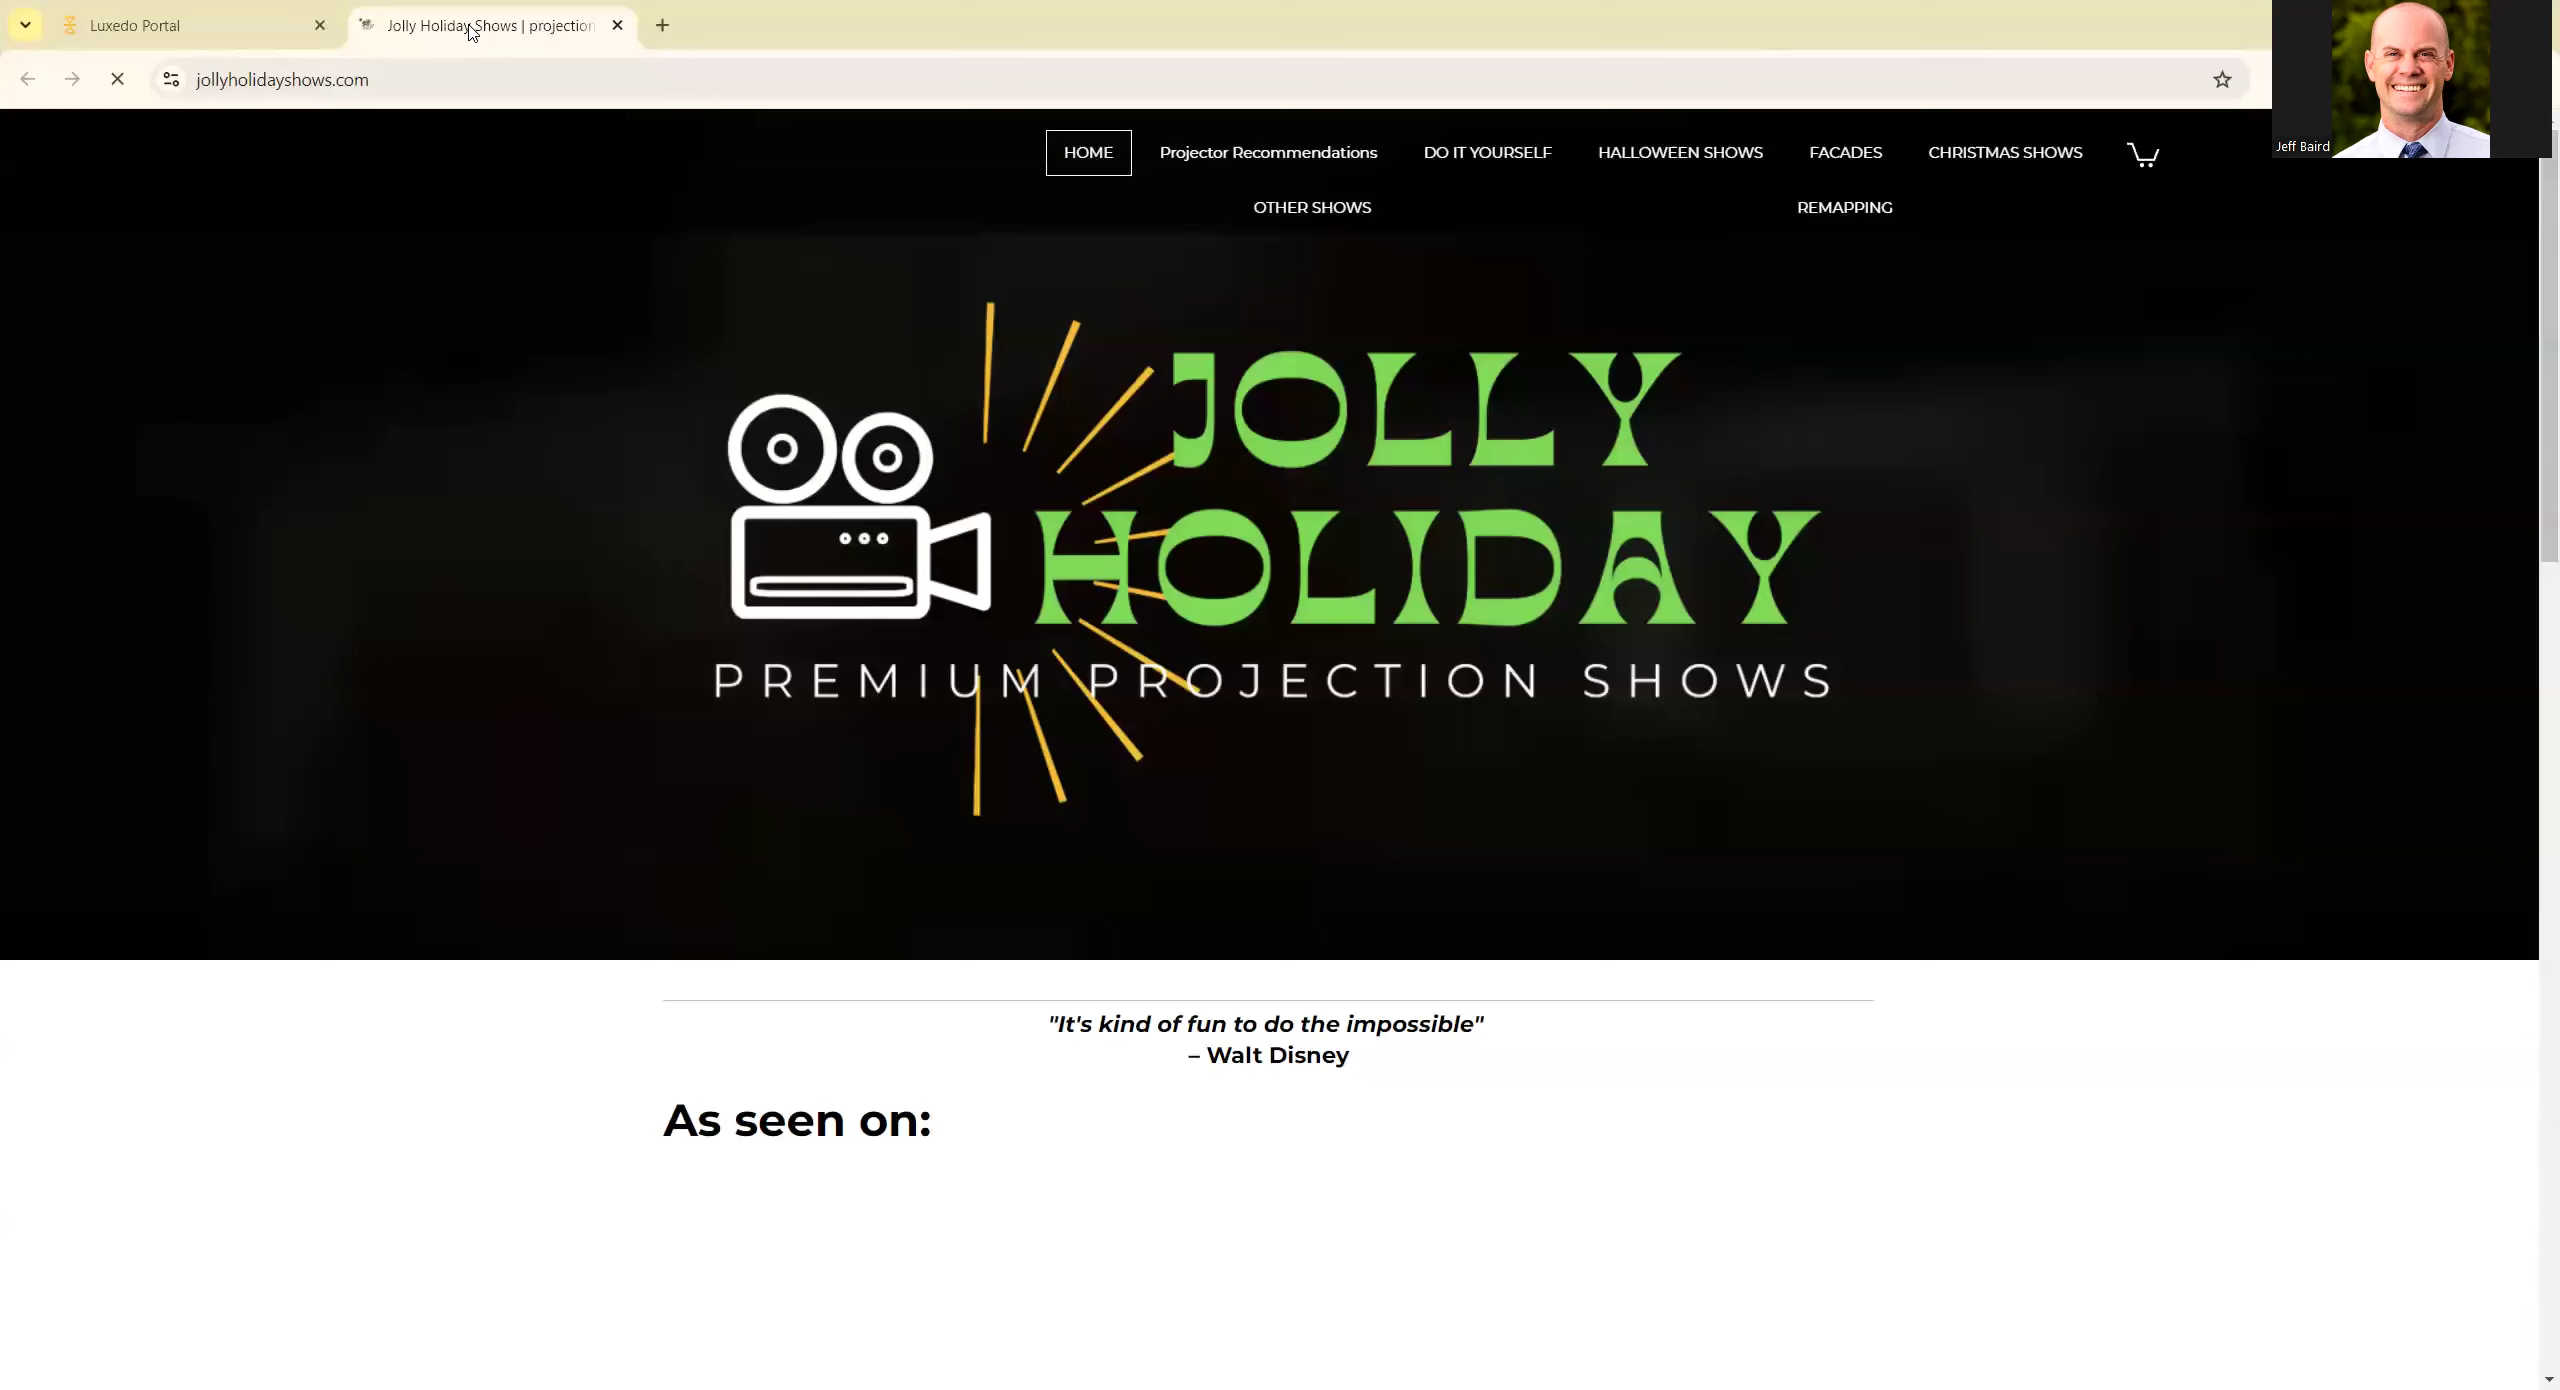 Luxedo Portal
Jolly Holiday Shows | projection
jollyholidayshows.com
Jeff Baird
HOME
Projector Recommendations
DO IT YOURSELF
HALLOWEEN SHOWS
FACADES
CHRISTMAS SHOWS
OTHER SHOWS
REMAPPING
JOLLY
HOLIDAY
PREMIUM PROJECTION SHOWS
"It's kind of fun to do the impossible"
– Walt Disney
As seen on: